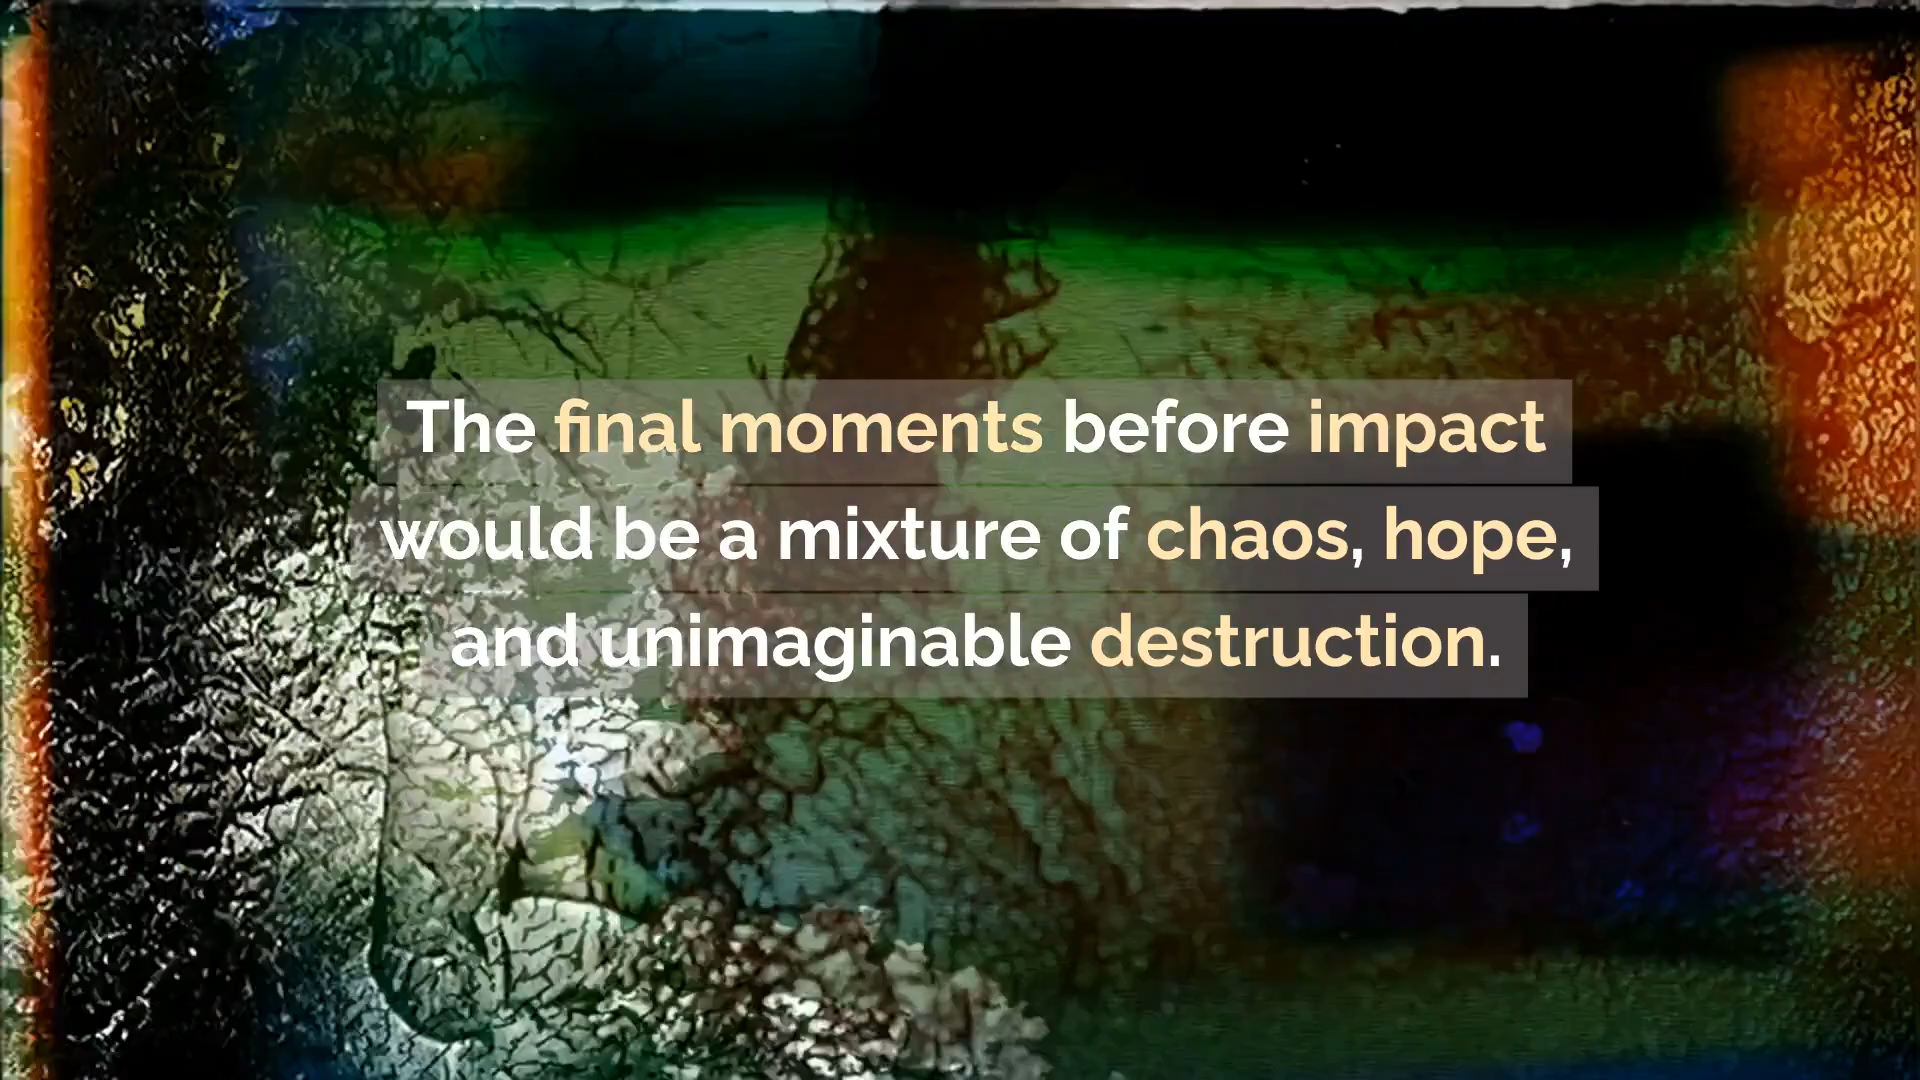 The final moments before impact
would be a mixture of chaos, hope,
and unimaginable destruction.